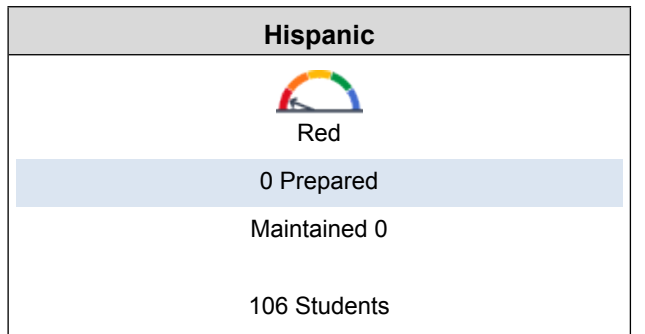 Hispanic
Red
0 Prepared
Maintained 0
106 Students